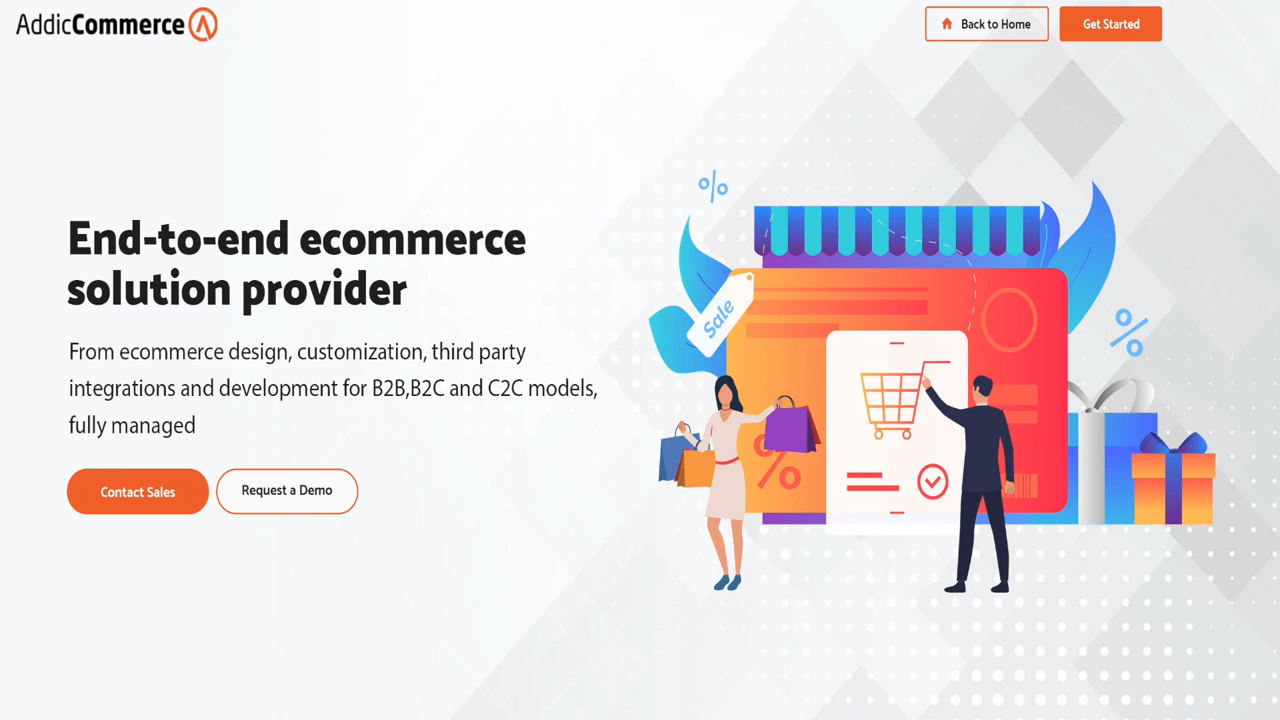 AddicCommerce
Back to Home
Get Started
End-to-end ecommerce
solution provider
From ecommerce design, customization, third party
integrations and development for B2B,B2C and C2C models,
fully managed
Contact Sales
Request a Demo
%
Sale
%
%